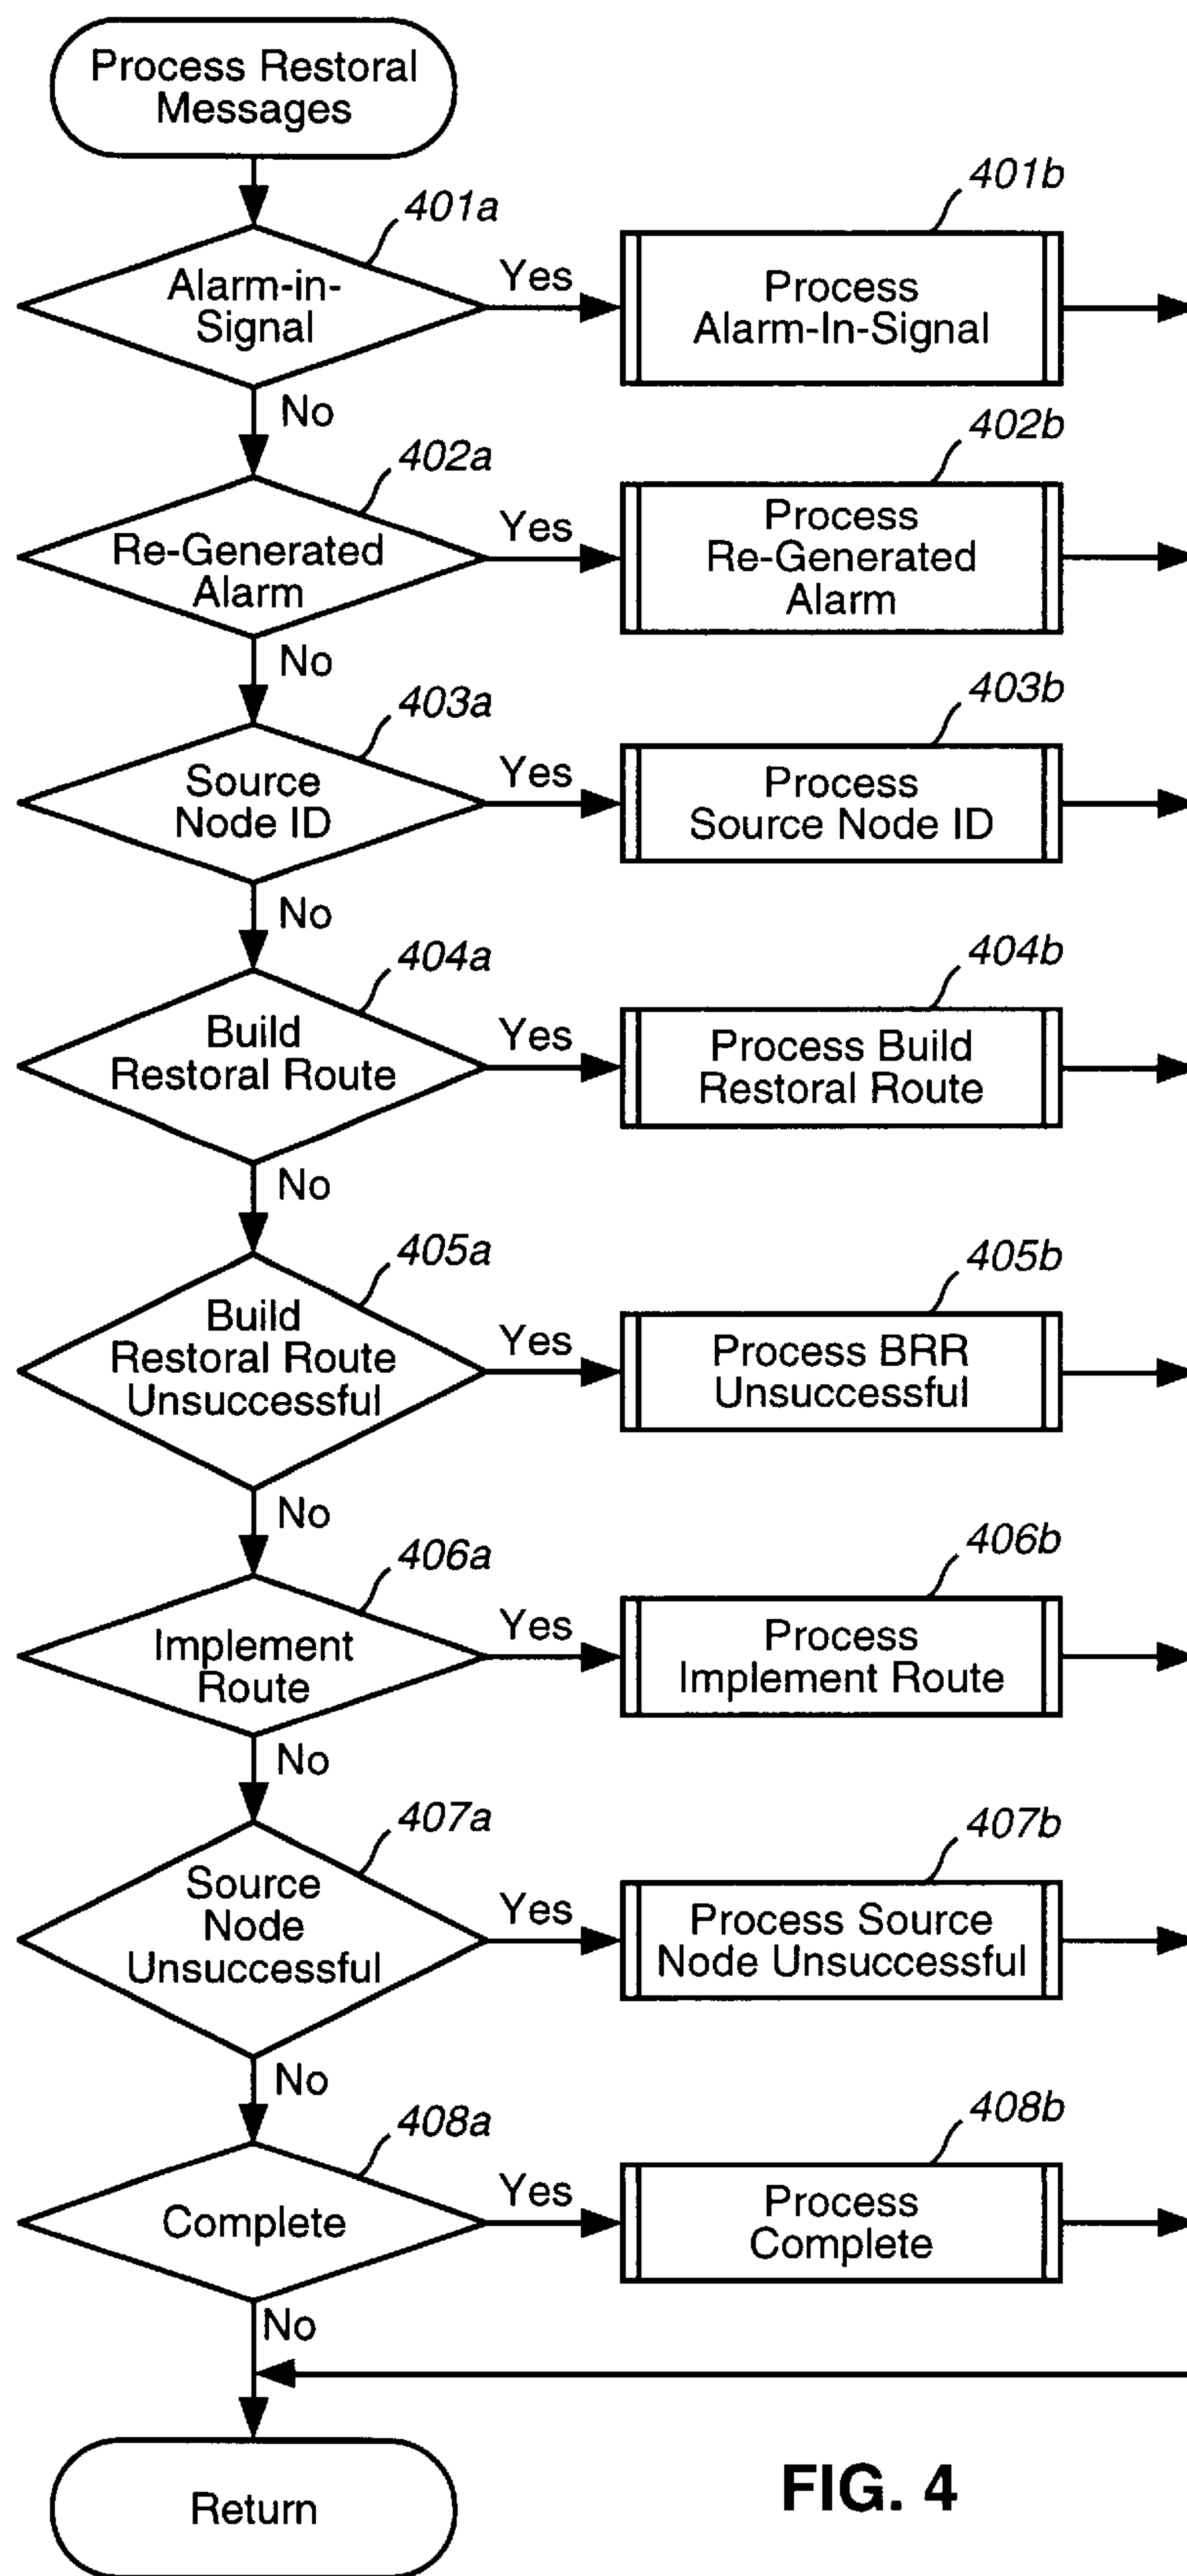 Process Restoral
Messages
401a
401b
Alarm-in-
Signal
Yes
Process
Alarm-In-Signal
No
402a
402b
Re-Generated
Alarm
Yes
Process
Re-Generated
Alarm
No
403a
403b
Source
Node ID
Yes
Process
Source Node ID
No
404a
404b
Build
Restoral Route
Yes
Process Build
Restoral Route
No
405a
405b
Build
Restoral Route
Unsuccessful
Yes
Process BRR
Unsuccessful
No
406a
406b
Implement
Route
Yes
Process
Implement Route
No
407a
407b
Source
Node
Unsuccessful
Yes
Process Source
Node Unsuccessful
No
408a
408b
Complete
Yes
Process
Complete
No
Return
FIG. 4